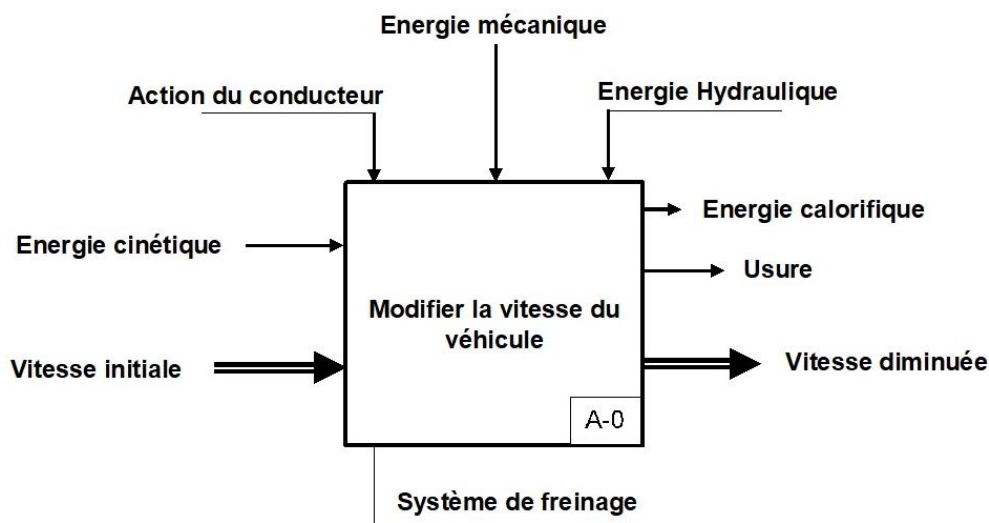 Energie mécanique
Action du conducteur
Energie Hydraulique
Energie calorifique
Energie cinétique
Usure
Modifier la vitesse du
véhicule
Vitesse initiale
Vitesse diminuée
A-0
Système de freinage